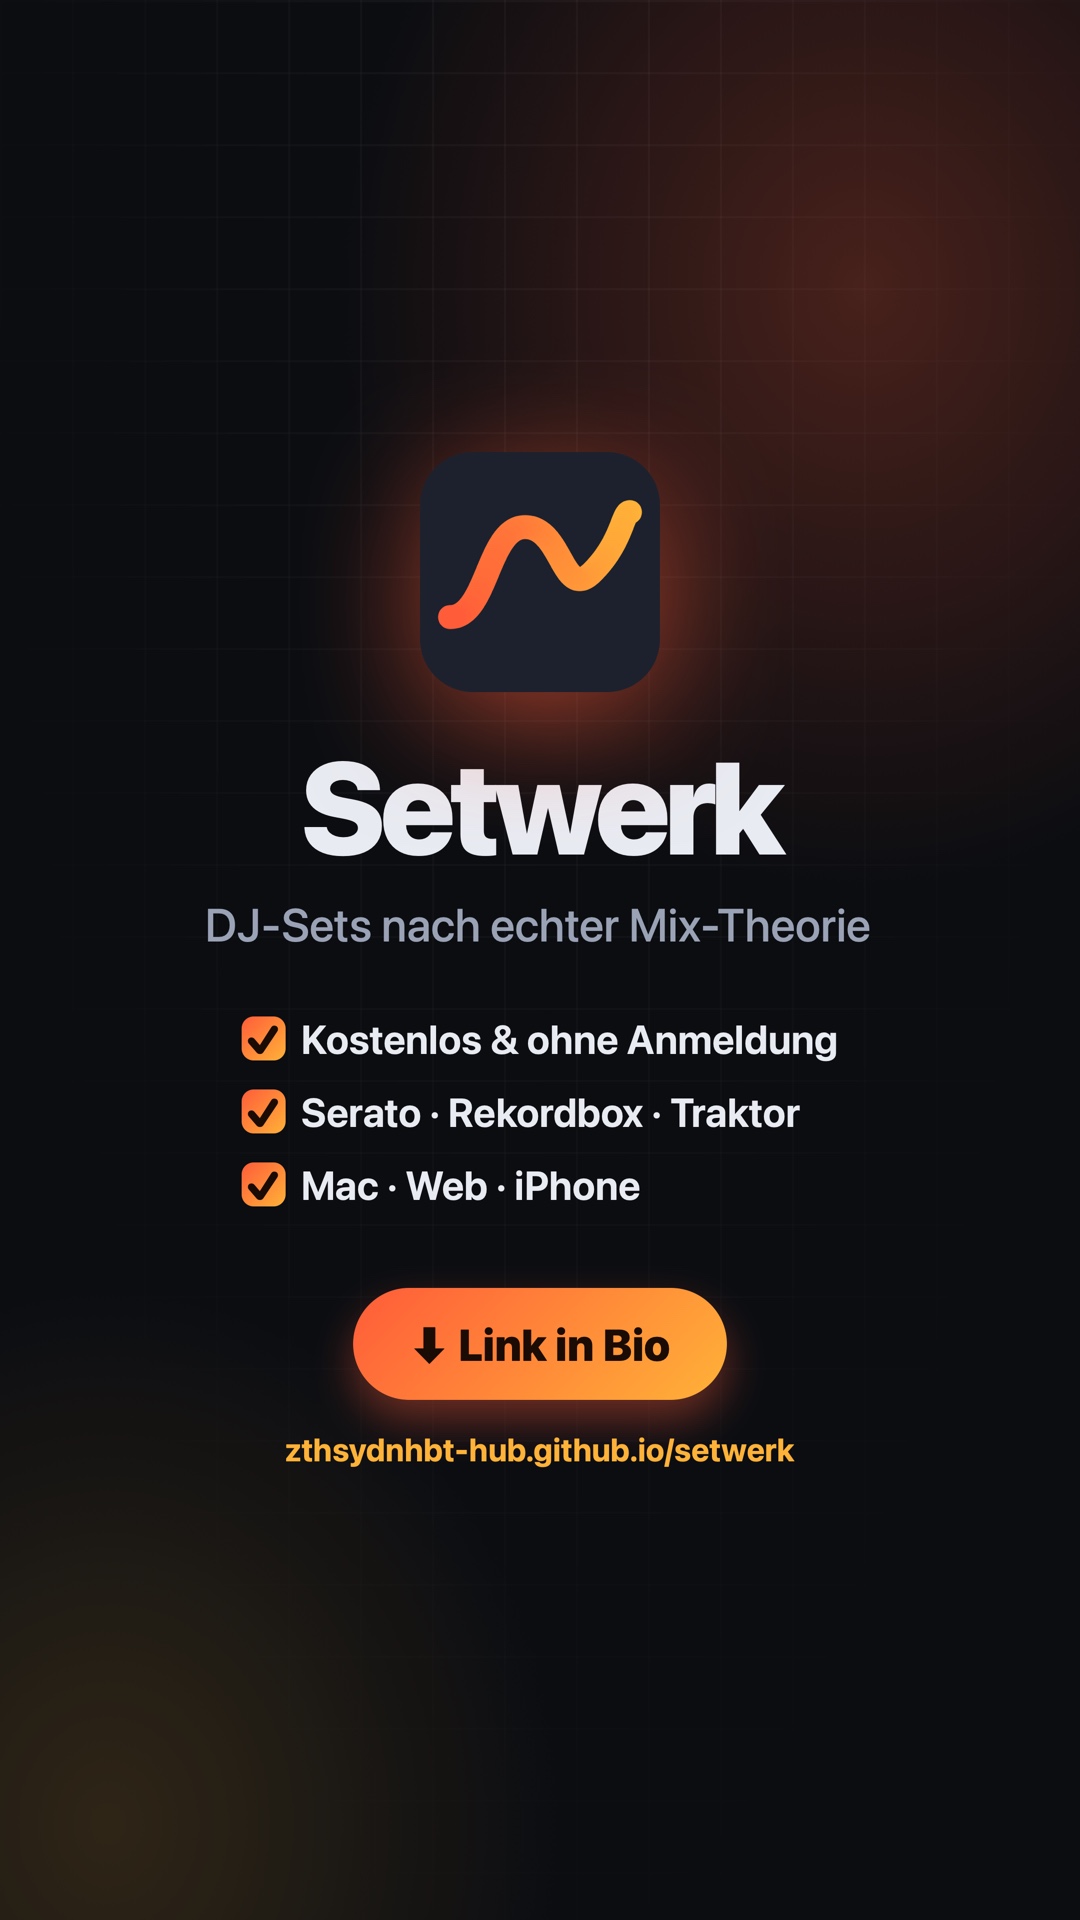 Setwerk
DJ-Sets nach echter Mix-Theorie
Kostenlos & ohne Anmeldung
Serato · Rekordbox · Traktor
Mac · Web · iPhone
⬇ Link in Bio
zthsydnhbt-hub.github.io/setwerk